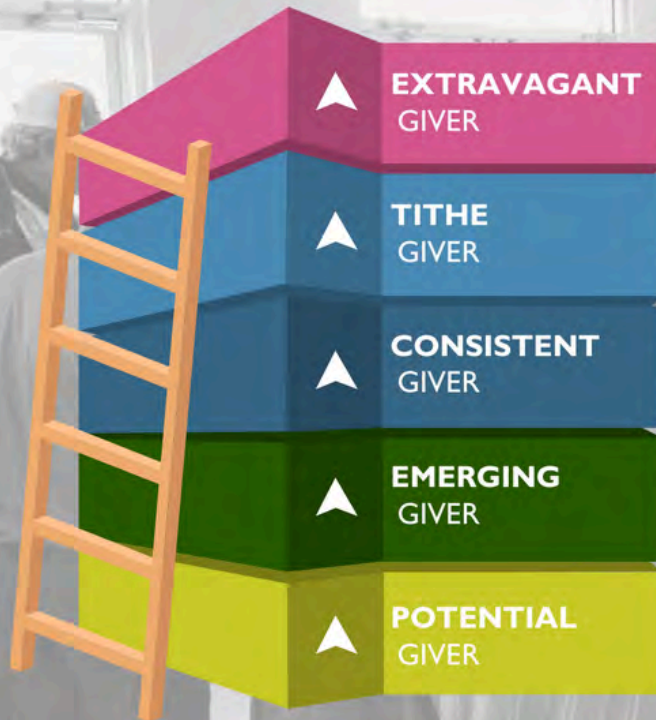 EXTRAVAGANT
GIVER
TITHE
GIVER
CONSISTENT
GIVER
EMERGING
GIVER
POTENTIAL
GIVER